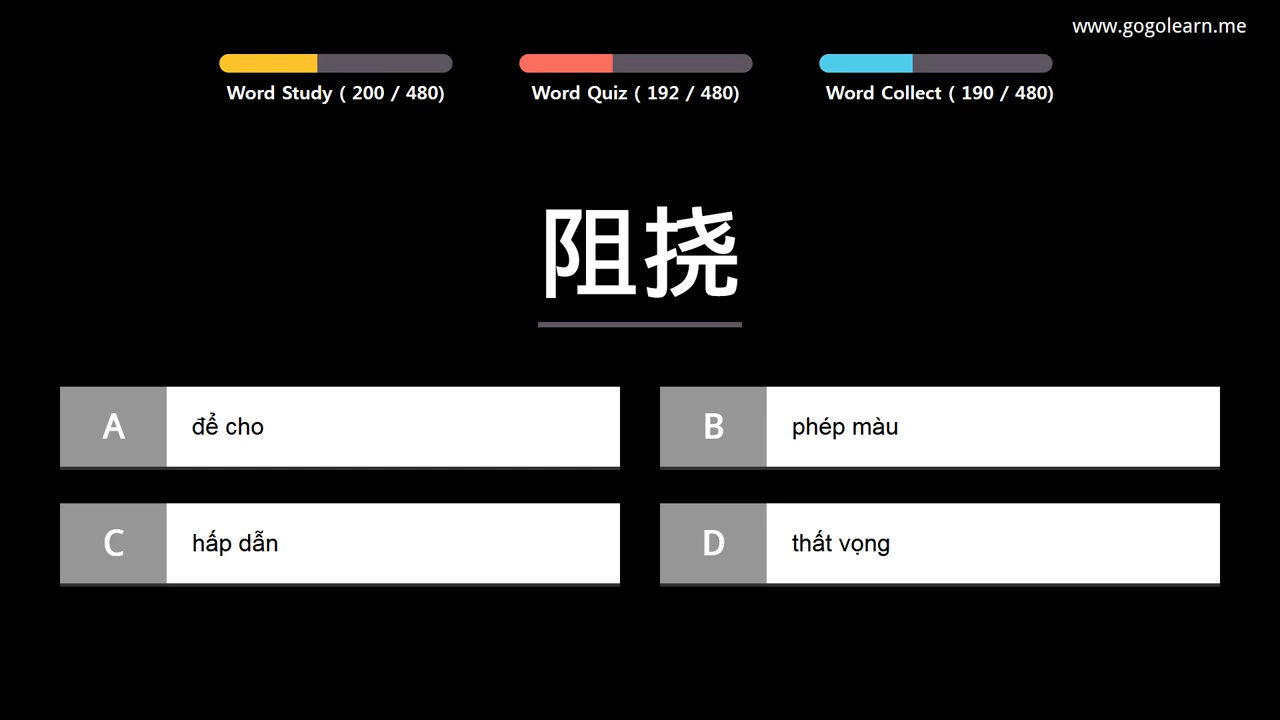 www.gogolearn.me
Word Study ( 200 / 480)
Word Quiz ( 192 / 480)
Word Collect ( 190 / 480)
阻挠
A
để cho
B
phép màu
C
hấp dẫn
D
thất vọng